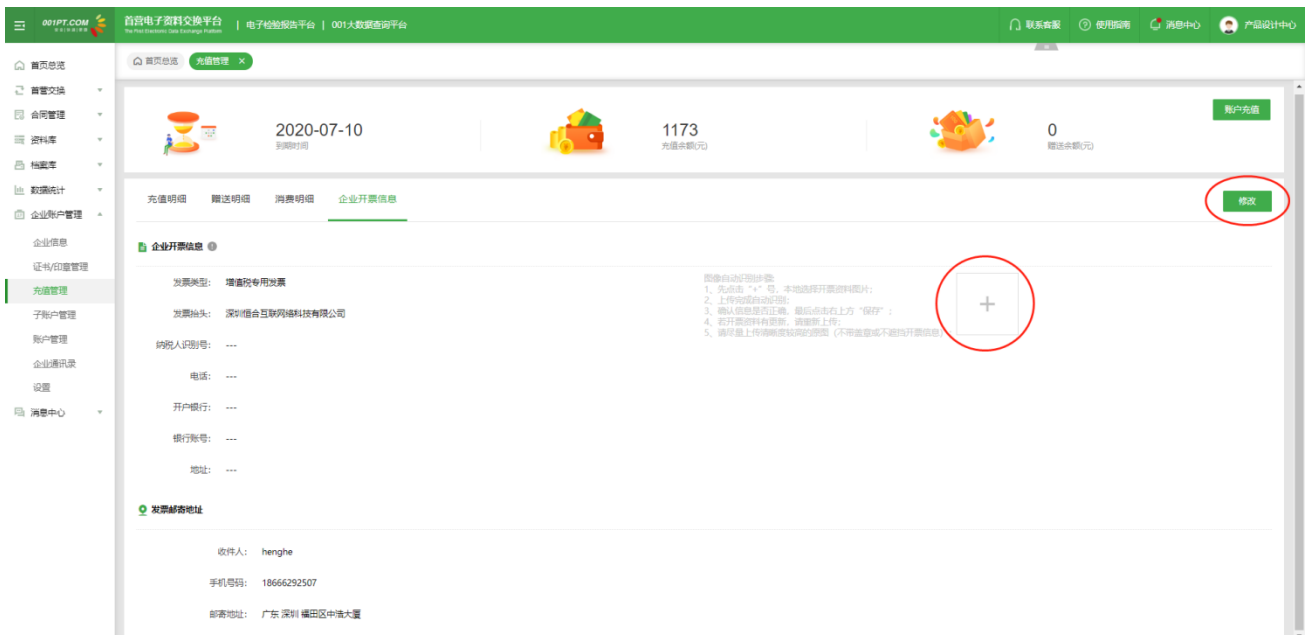 001PT.COM
首营电子资料交换平台 | 电子检验报告平台 | 001大数据查询平台
The First Electronic Data Exchange Platform
联系客服
使用指南
消息中心
产品设计中心
首页总览
充值管理 ×
首页总览
首营交换
合同管理
资料库
档案库
数据统计
企业账户管理
企业信息
证书/印章管理
充值管理
子账户管理
账户管理
企业通讯录
设置
消息中心
2020-07-10
到期时间
1173
充值余额(元)
0
赠送余额(元)
账户充值
充值明细 赠送明细 消费明细 企业开票信息
修改
企业开票信息
发票类型: 增值税专用发票
发票抬头: 深圳恒合互联网络科技有限公司
纳税人识别号: ---
电话: ---
开户银行: ---
银行账号: ---
地址: ---
图像自动识别步骤:
1、先点击“+”号，本地选择开票资料图片;
2、上传完成自动识别;
3、确认信息是否正确，最后点击右上方“保存”;
4、若开票资料有更新，请重新上传;
5、请尽量上传清晰度较高的原图（不带盖章或不遮挡开票信息）
+
发票邮寄地址
收件人: henghe
手机号码: 18666292507
邮寄地址: 广东 深圳 福田区中浩大厦